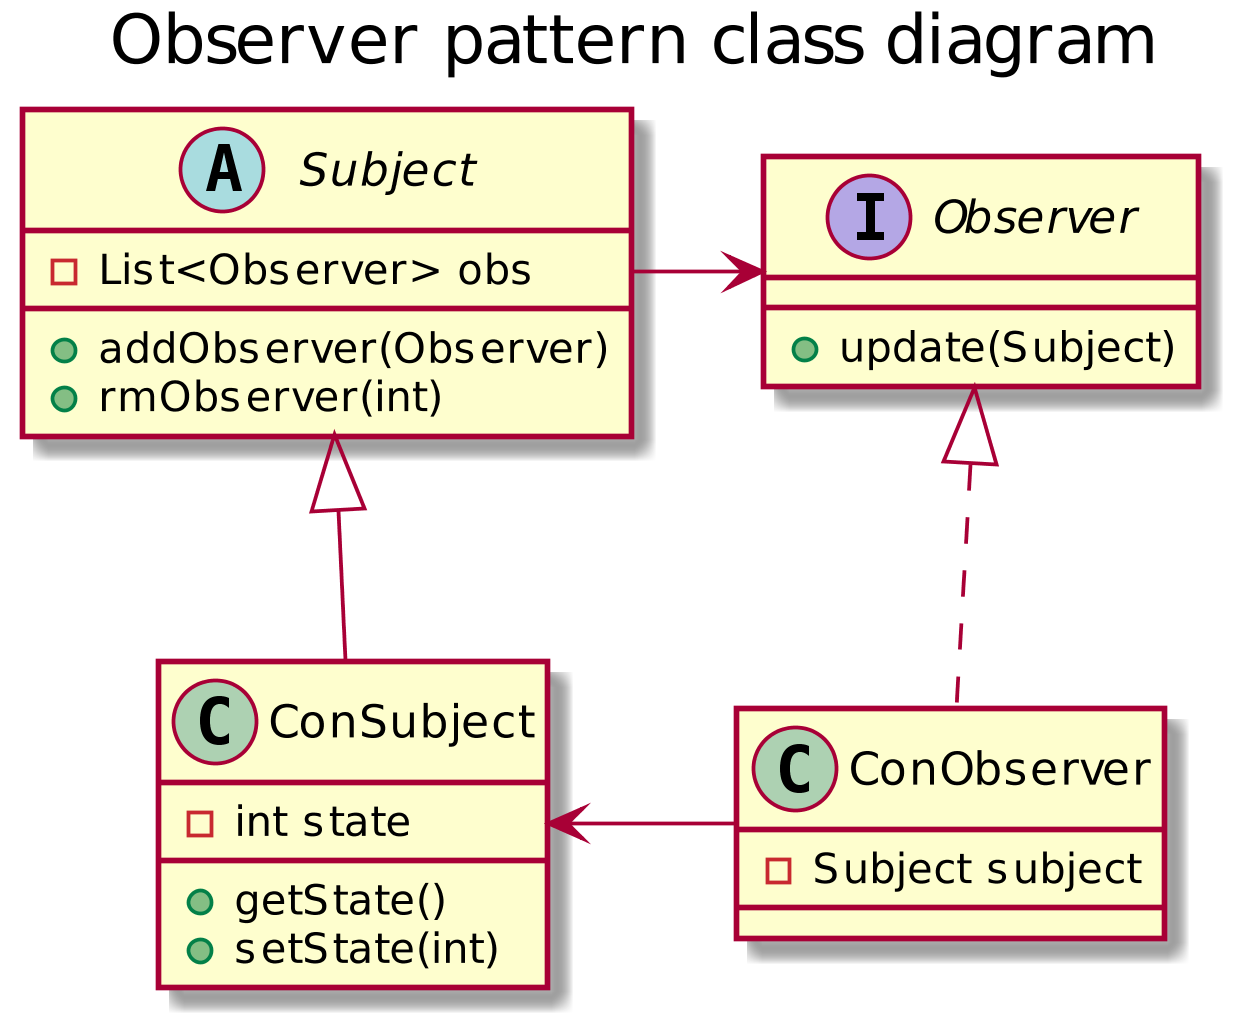 Observer pattern class diagram
A Subject
List<Observer> obs
addObserver(Observer)
rmObserver(int)
I Observer
update(Subject)
C ConSubject
int state
getState()
setState(int)
C ConObserver
Subject subject